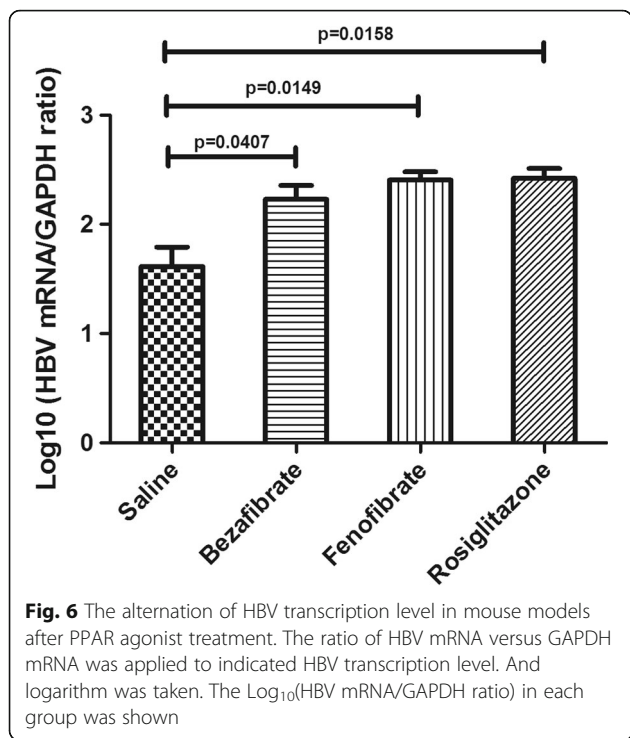 p=0.0158
p=0.0149
p=0.0407
Log10 (HBV mRNA/GAPDH ratio)
3
2
1
0
Saline
Bezafibrate
Fenofibrate
Rosiglitazone
Fig. 6 The alternation of HBV transcription level in mouse models
after PPAR agonist treatment. The ratio of HBV mRNA versus GAPDH
mRNA was applied to indicated HBV transcription level. And
logarithm was taken. The Log₁₀(HBV mRNA/GAPDH ratio) in each
group was shown